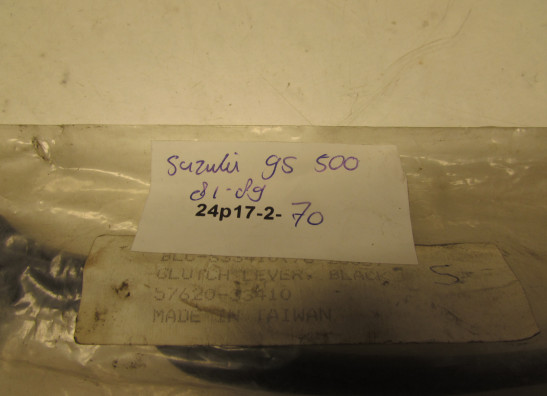 Suzuki gs 500
81-89
24p17-2-70
CLUTCH LEVER, BLACK
57620-33410
MADE IN TAIWAN